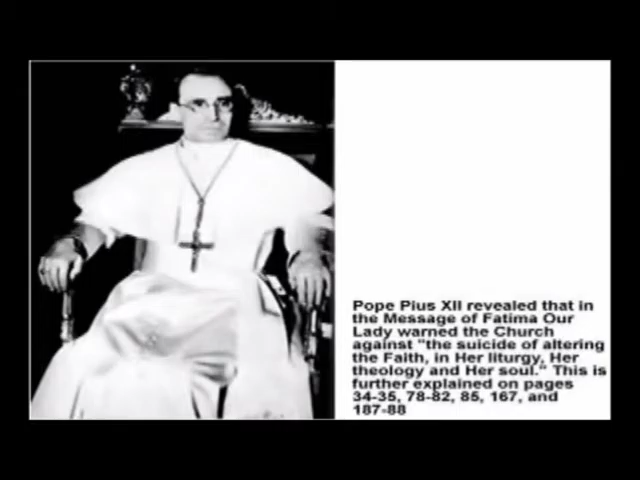 Pope Pius XII revealed that in
the Message of Fatima Our
Lady warned the Church
against "the suicide of altering
the Faith, in Her liturgy, Her
theology and Her soul." This is
further explained on pages
34-35, 78-82, 85, 167, and
187-88